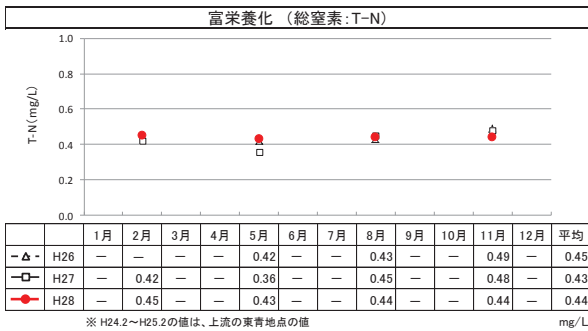 富栄養化 (総窒素:T-N)
1.0
0.8
0.6
0.4
0.2
0.0
T-N(mg/L)
1月 2月 3月 4月 5月 6月 7月 8月 9月 10月 11月 12月 平均
H26 — — — — 0.42 — — 0.43 — — 0.49 — 0.45
H27 — 0.42 — — 0.36 — — 0.45 — — 0.48 — 0.43
H28 — 0.45 — — 0.43 — — 0.44 — — 0.44 — 0.44
※ H24.2~H25.2の値は、上流の東青地点の値 mg/L